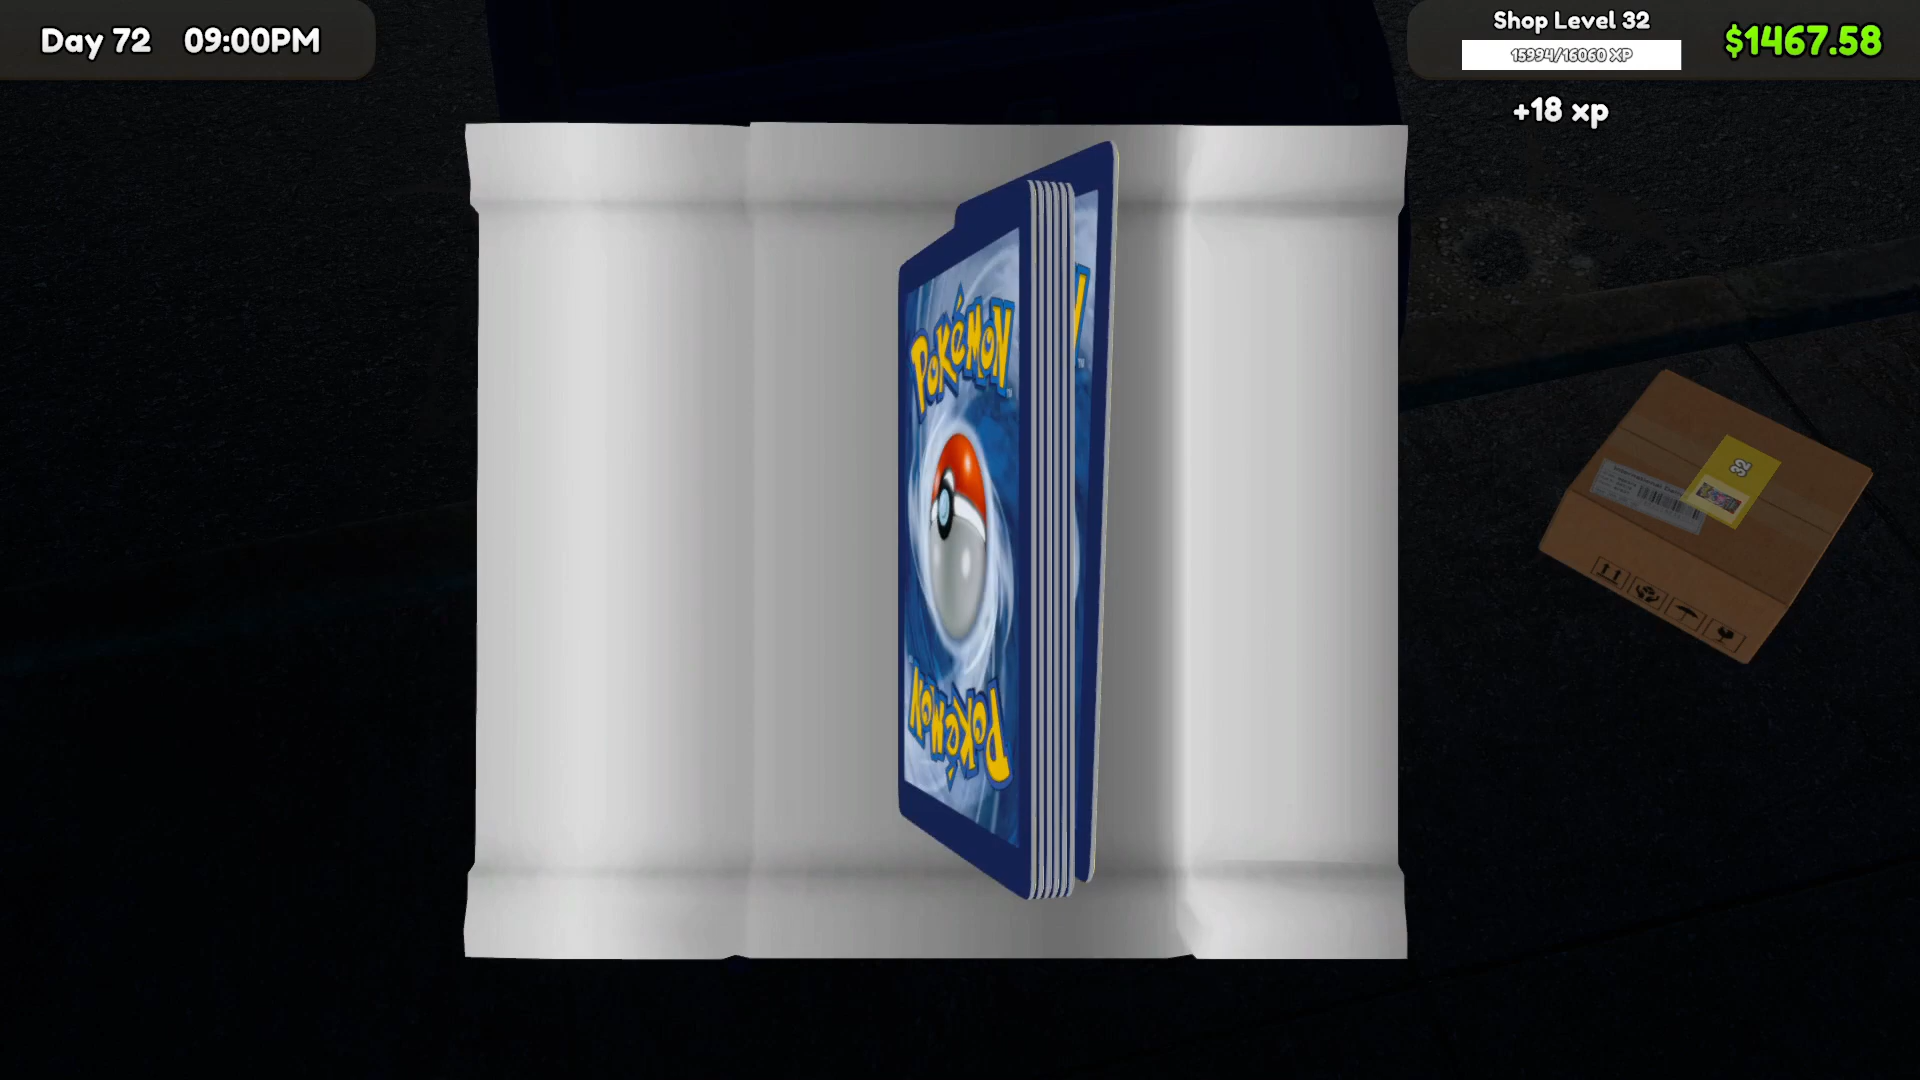 Day 72 09:00PM
Shop Level 32
15994/16060 XP
$1467.58
+18 xp
POKéMON
POKéMON
32